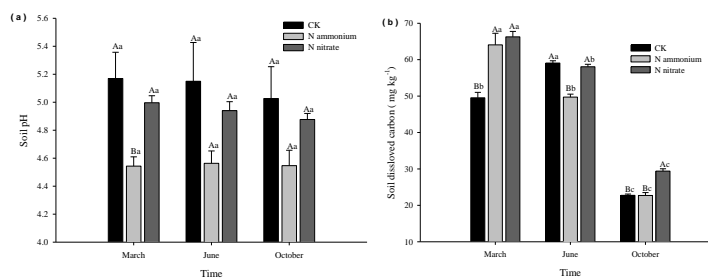 ( a )
CK
N ammonium
N nitrate
Soil pH
5.6
5.4
5.2
5.0
4.8
4.6
4.4
4.2
4.0
Aa
Ba
Aa
Aa
Aa
Aa
Aa
Aa
Aa
March
June
October
Time
( b )
CK
N ammonium
N nitrate
Soil dissloved carbon ( mg kg-1)
70
60
50
40
30
20
10
Bb
Aa
Aa
Aa
Bb
Ab
Bc
Bc
Ac
March
June
October
Time